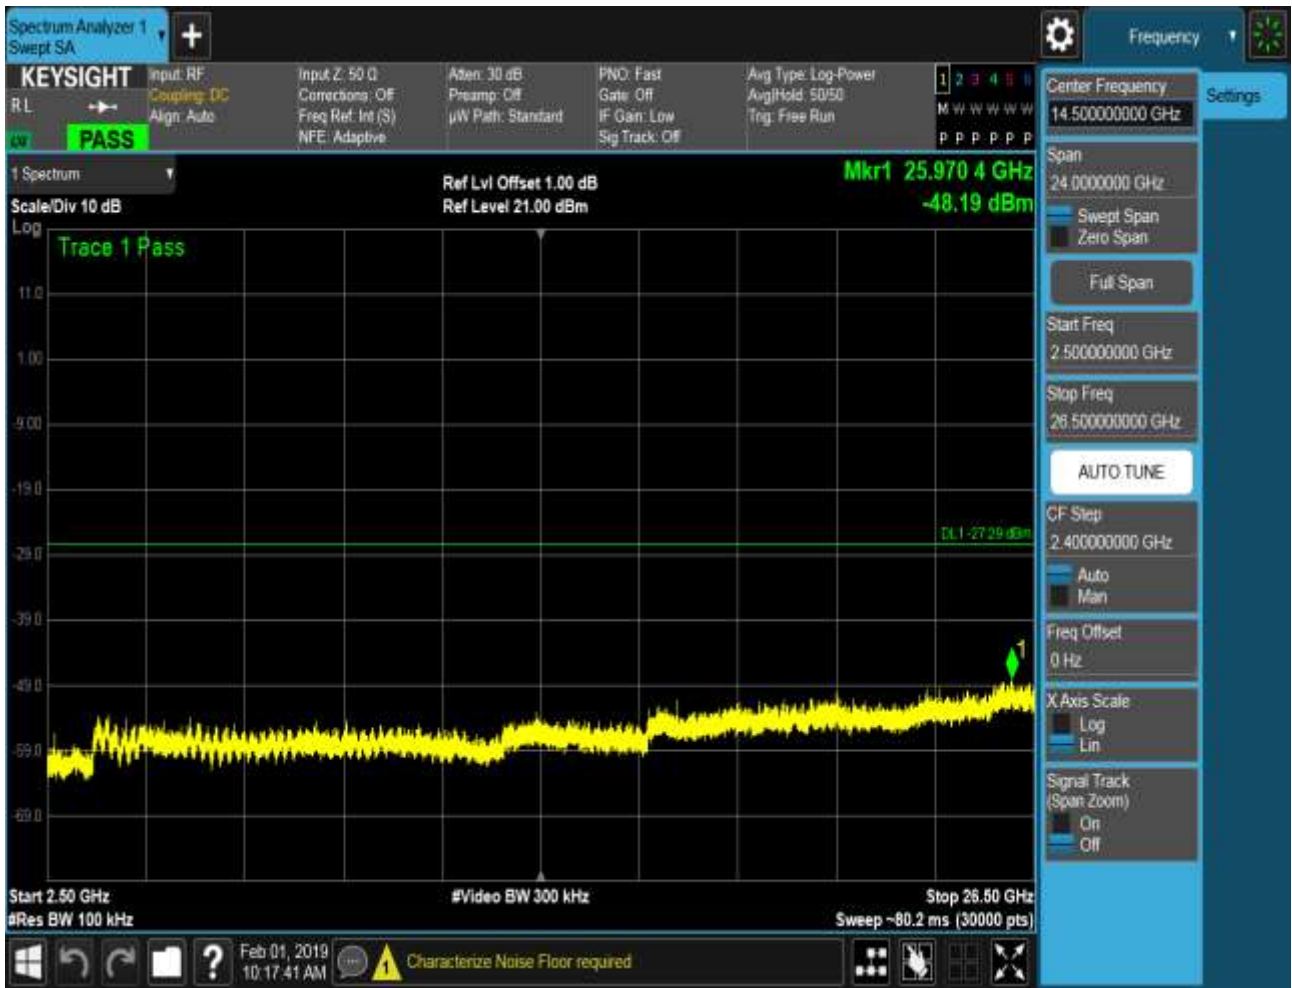 Spectrum Analyzer 1
Swept SA
+
Frequency
KEYSIGHT
R L
PASS
Input: RF
Coupling: DC
Align: Auto
Input Z: 50 Ω
Corrections: Off
Freq Ref: Int (S)
NFE: Adaptive
Atten: 30 dB
Preamp: Off
µW Path: Standard
PNO: Fast
Gate: Off
IF Gain: Low
Sig Track: Off
Avg Type: Log-Power
Avg|Hold: 50/50
Trig: Free Run
1 2 3 4 5 6
M W W W W W
P P P P P P
1 Spectrum
Scale/Div 10 dB
Ref Lvl Offset 1.00 dB
Ref Level 21.00 dBm
Mkr1 25.970 4 GHz
-48.19 dBm
Log
Trace 1 Pass
11.0
1.00
-9.00
-19.0
-29.0
-39.0
-49.0
-59.0
-69.0
DL1 -27.29 dBm
1
Start 2.50 GHz
#Res BW 100 kHz
#Video BW 300 kHz
Stop 26.50 GHz
Sweep ~80.2 ms (30000 pts)
?
Feb 01, 2019
10:17:41 AM
1
Characterize Noise Floor required
Center Frequency
14.500000000 GHz
Settings
Span
24.0000000 GHz
Swept Span
Zero Span
Full Span
Start Freq
2.500000000 GHz
Stop Freq
26.500000000 GHz
AUTO TUNE
CF Step
2.400000000 GHz
Auto
Man
Freq Offset
0 Hz
X Axis Scale
Log
Lin
Signal Track
(Span Zoom)
On
Off